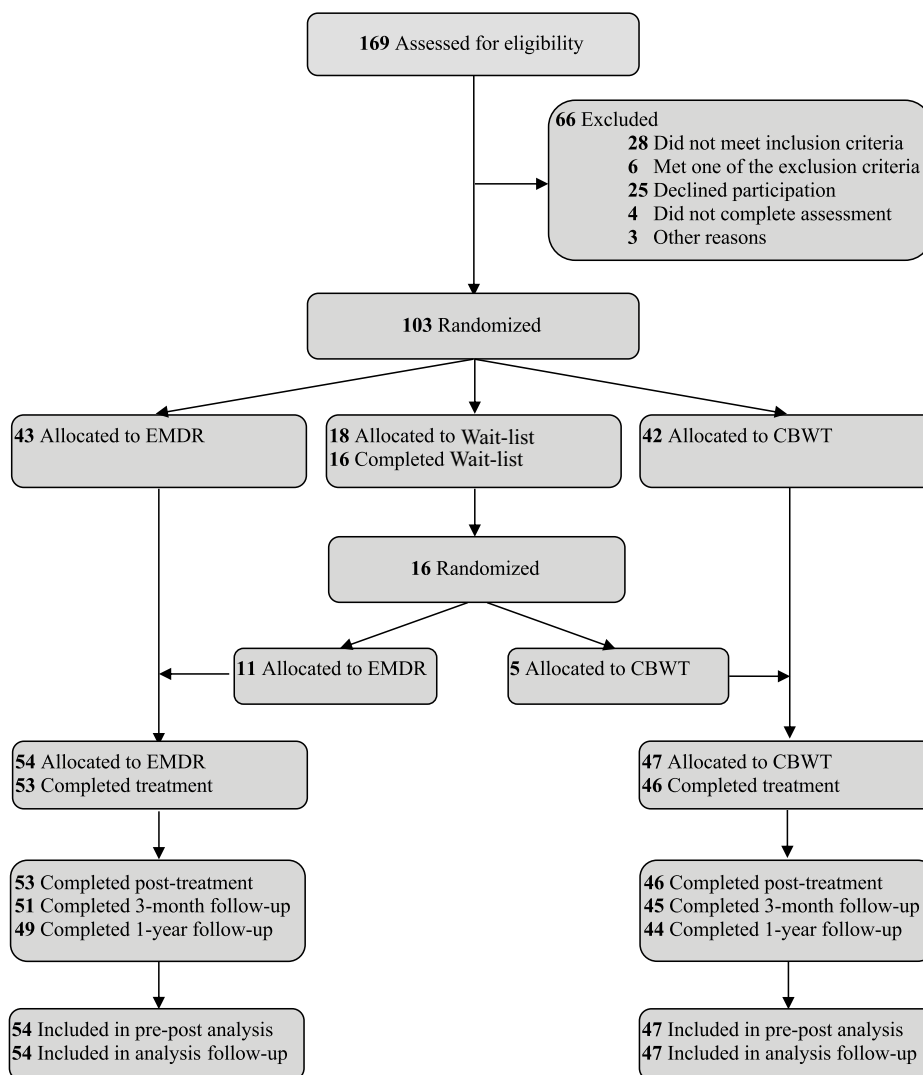 169 Assessed for eligibility
66 Excluded
28 Did not meet inclusion criteria
6 Met one of the exclusion criteria
25 Declined participation
4 Did not complete assessment
3 Other reasons
103 Randomized
43 Allocated to EMDR
18 Allocated to Wait-list
16 Completed Wait-list
42 Allocated to CBWT
16 Randomized
11 Allocated to EMDR
5 Allocated to CBWT
54 Allocated to EMDR
53 Completed treatment
47 Allocated to CBWT
46 Completed treatment
53 Completed post-treatment
51 Completed 3-month follow-up
49 Completed 1-year follow-up
46 Completed post-treatment
45 Completed 3-month follow-up
44 Completed 1-year follow-up
54 Included in pre-post analysis
54 Included in analysis follow-up
47 Included in pre-post analysis
47 Included in analysis follow-up